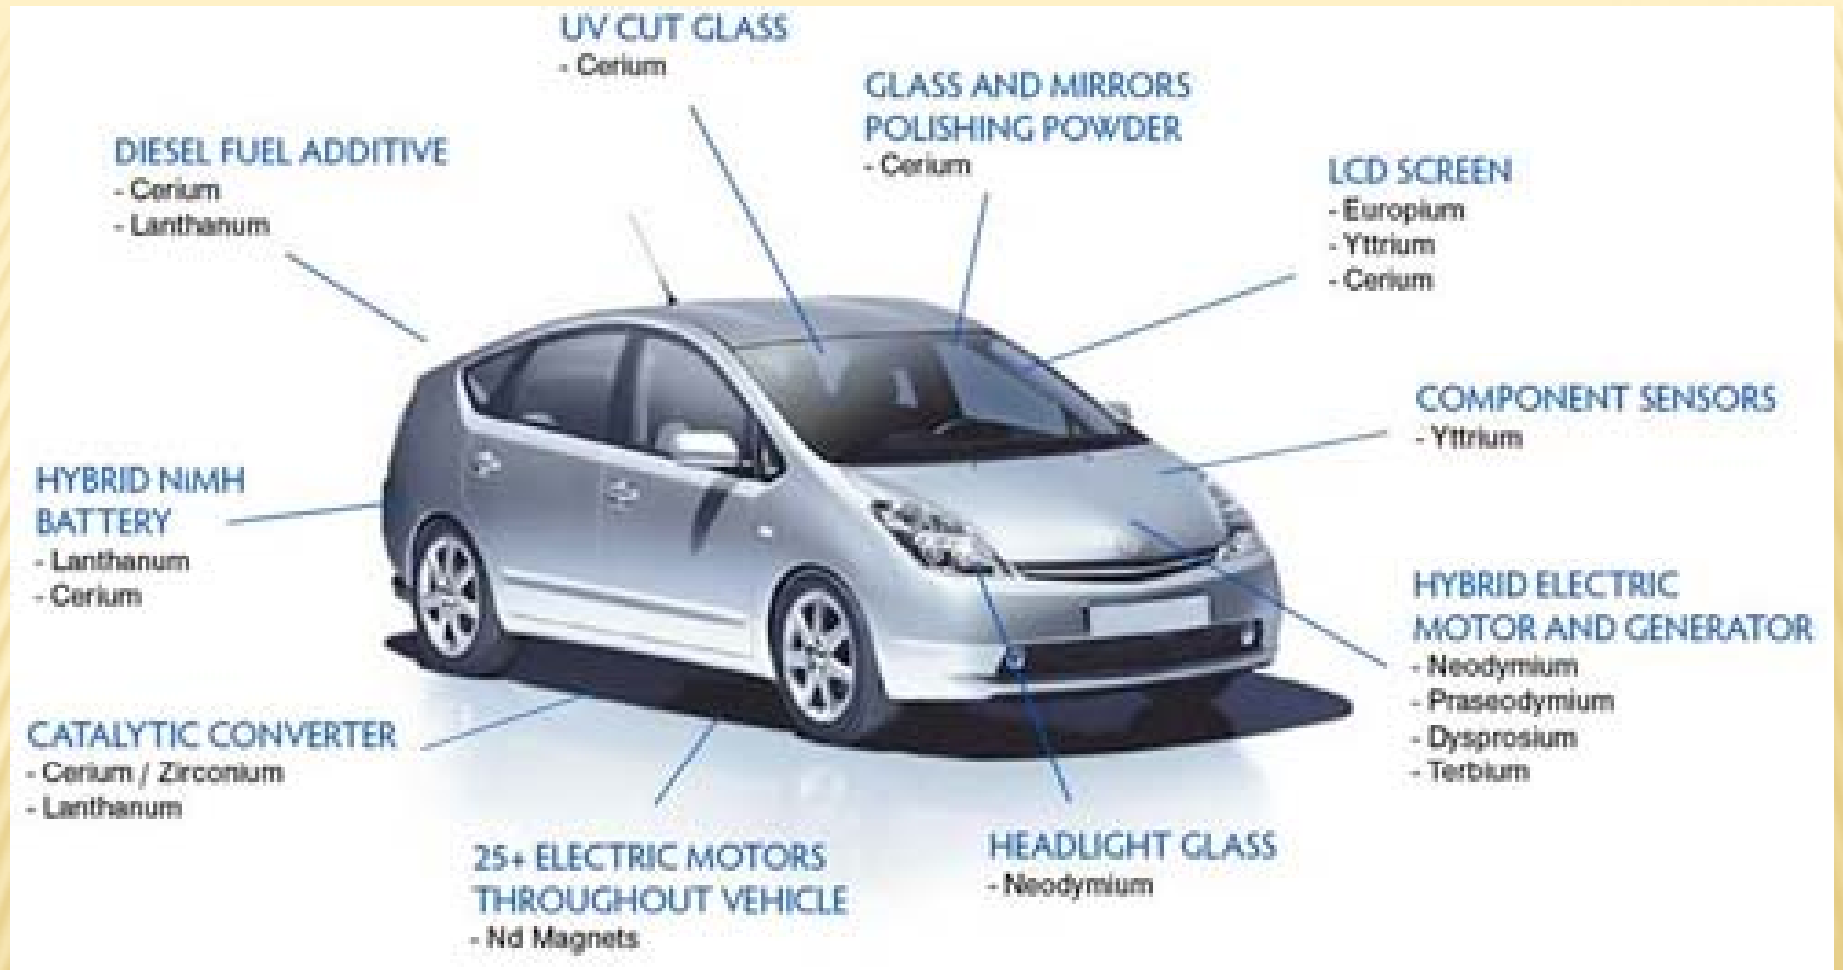 UV CUT GLASS
- Cerium
GLASS AND MIRRORS
POLISHING POWDER
- Cerium
DIESEL FUEL ADDITIVE
- Cerium
- Lanthanum
LCD SCREEN
- Europium
- Yttrium
- Cerium
COMPONENT SENSORS
- Yttrium
HYBRID NiMH
BATTERY
- Lanthanum
- Cerium
HYBRID ELECTRIC
MOTOR AND GENERATOR
- Neodymium
- Praseodymium
- Dysprosium
- Terbium
CATALYTIC CONVERTER
- Cerium / Zirconium
- Lanthanum
25+ ELECTRIC MOTORS
THROUGHOUT VEHICLE
- Nd Magnets
HEADLIGHT GLASS
- Neodymium